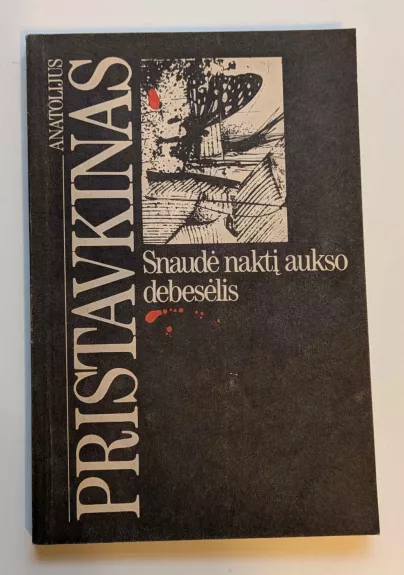 ANATOLIJUS
PRISTAVKINAS
Snaudė naktį aukso
debesėlis